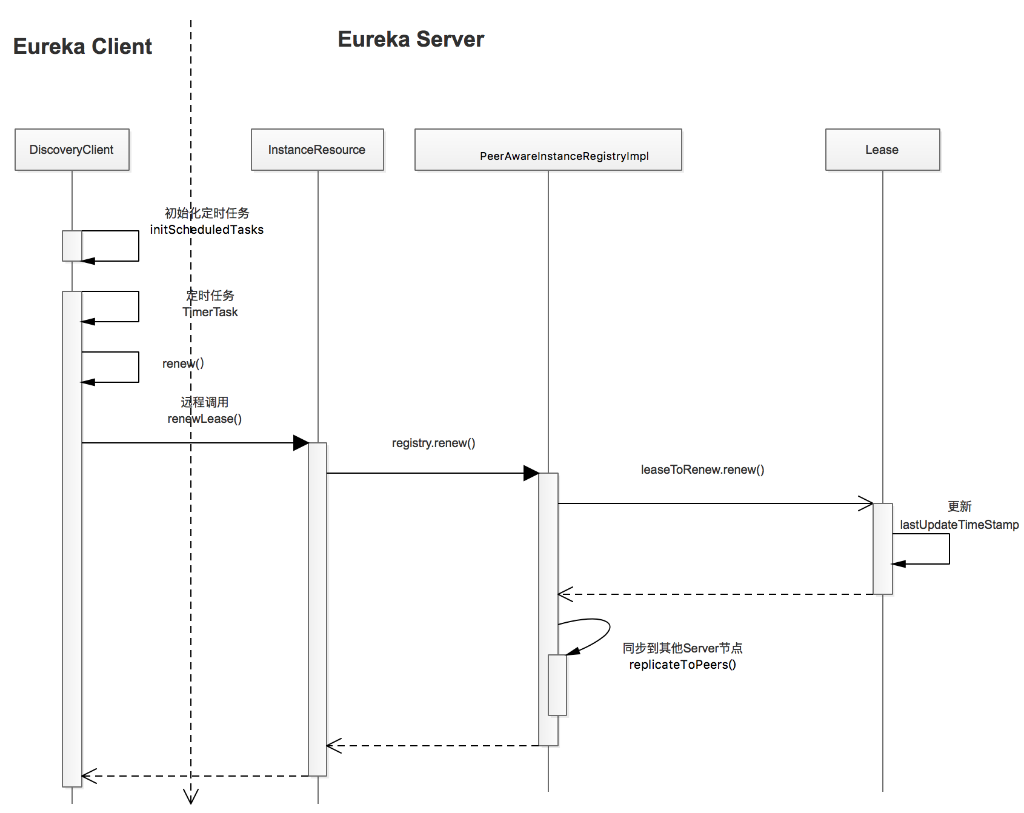 Eureka Client
Eureka Server
DiscoveryClient
InstanceResource
PeerAwareInstanceRegistryImpl
Lease
初始化定时任务
initScheduledTasks
定时任务
TimerTask
renew()
远程调用
renewLease()
registry.renew()
leaseToRenew.renew()
更新
lastUpdateTimeStamp
同步到其他Server节点
replicateToPeers()